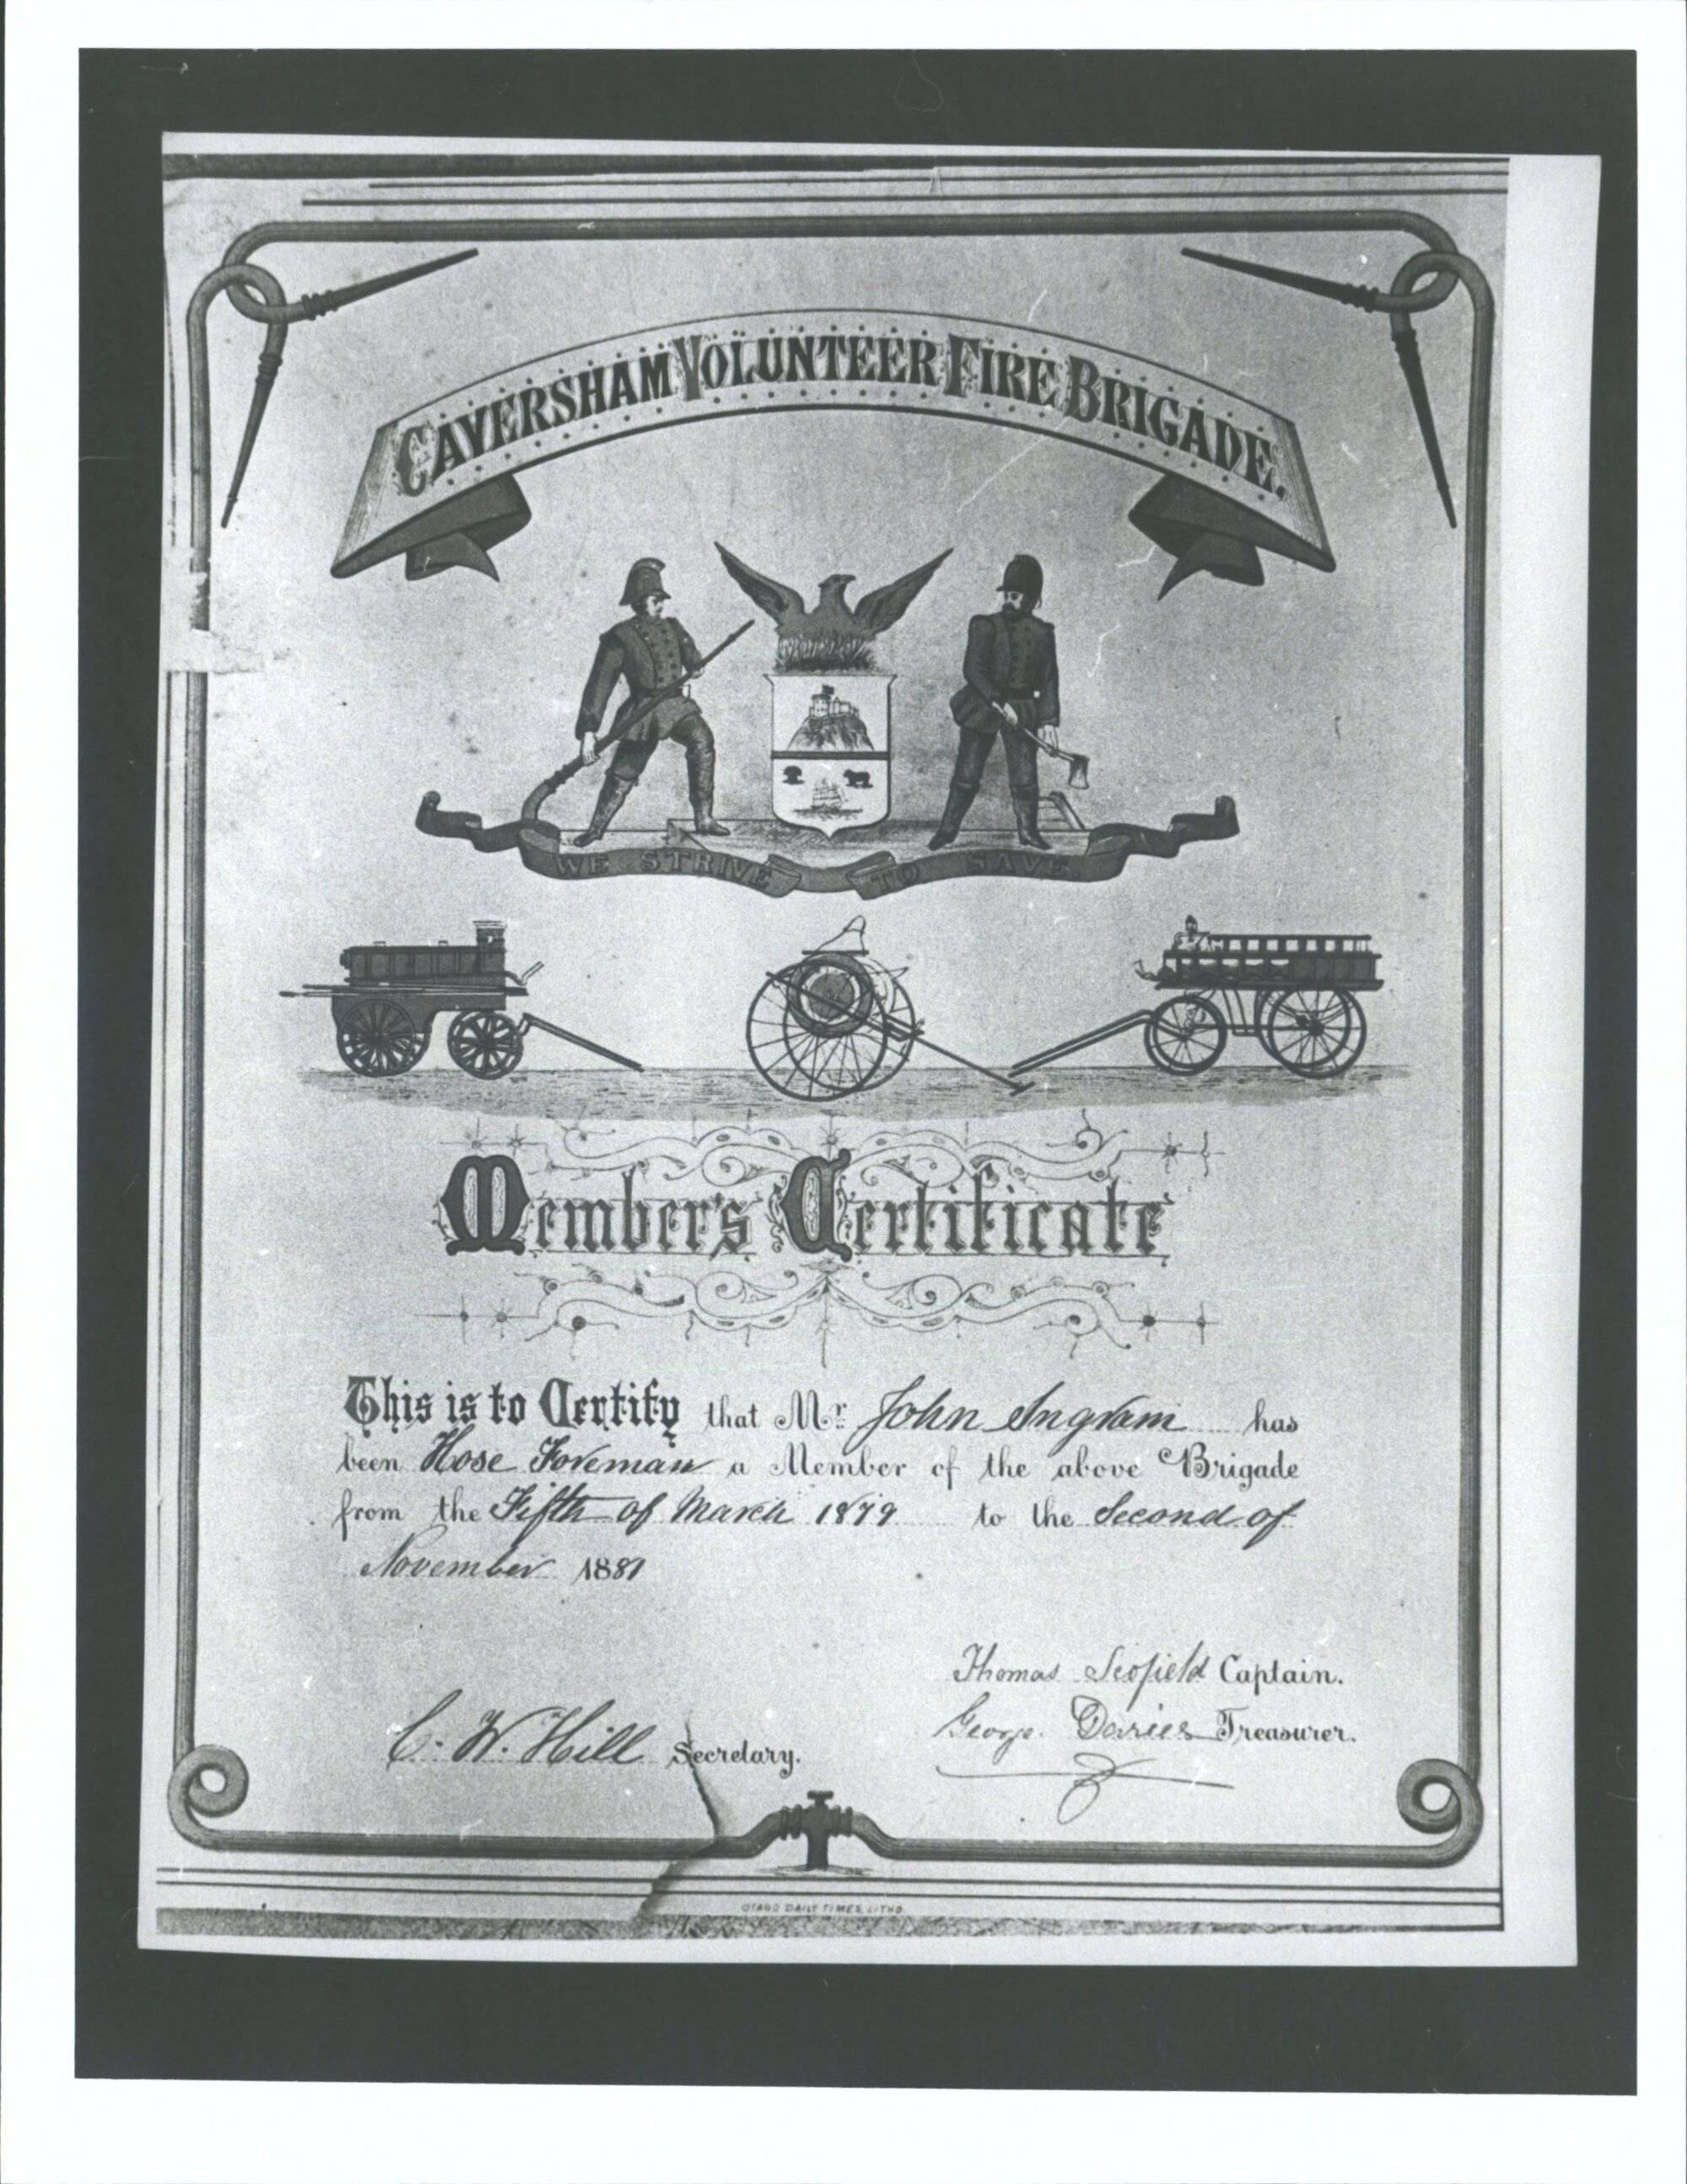 CAVERSHAM VOLUNTEER FIRE BRIGADE.
WE STRIVE TO SAVE
Member's Certificate
This is to Certify that Mr. John Ingram has
been Hose Foreman a Member of the above Brigade
from the Fifth of March 1879 to the Second of
November 1881
Thomas Scofield Captain.
George Davies Treasurer.
C. W. Hill Secretary.
OTAGO DAILY TIMES, LITHO.